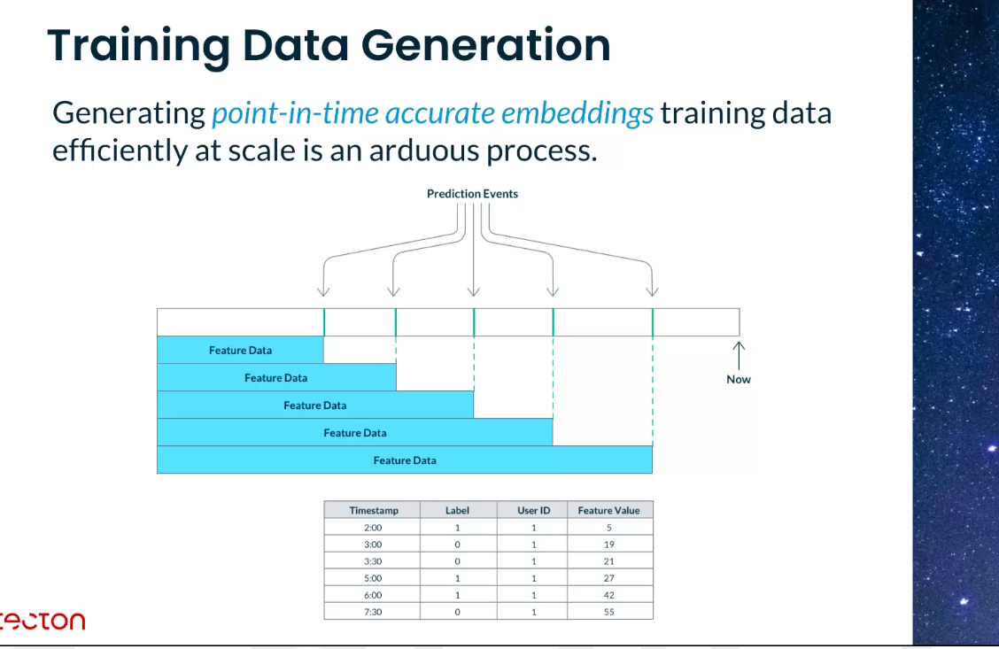 Training Data Generation
Generating point-in-time accurate embeddings training data
efficiently at scale is an arduous process.
Prediction Events
Feature Data
Feature Data
Now
Feature Data
Feature Data
Feature Data
Timestamp Label User ID Feature Value
2:00 1 1 5
3:00 0 1 19
3:30 0 1 21
5:00 1 1 27
6:00 1 1 42
7:30 0 1 55
tecton